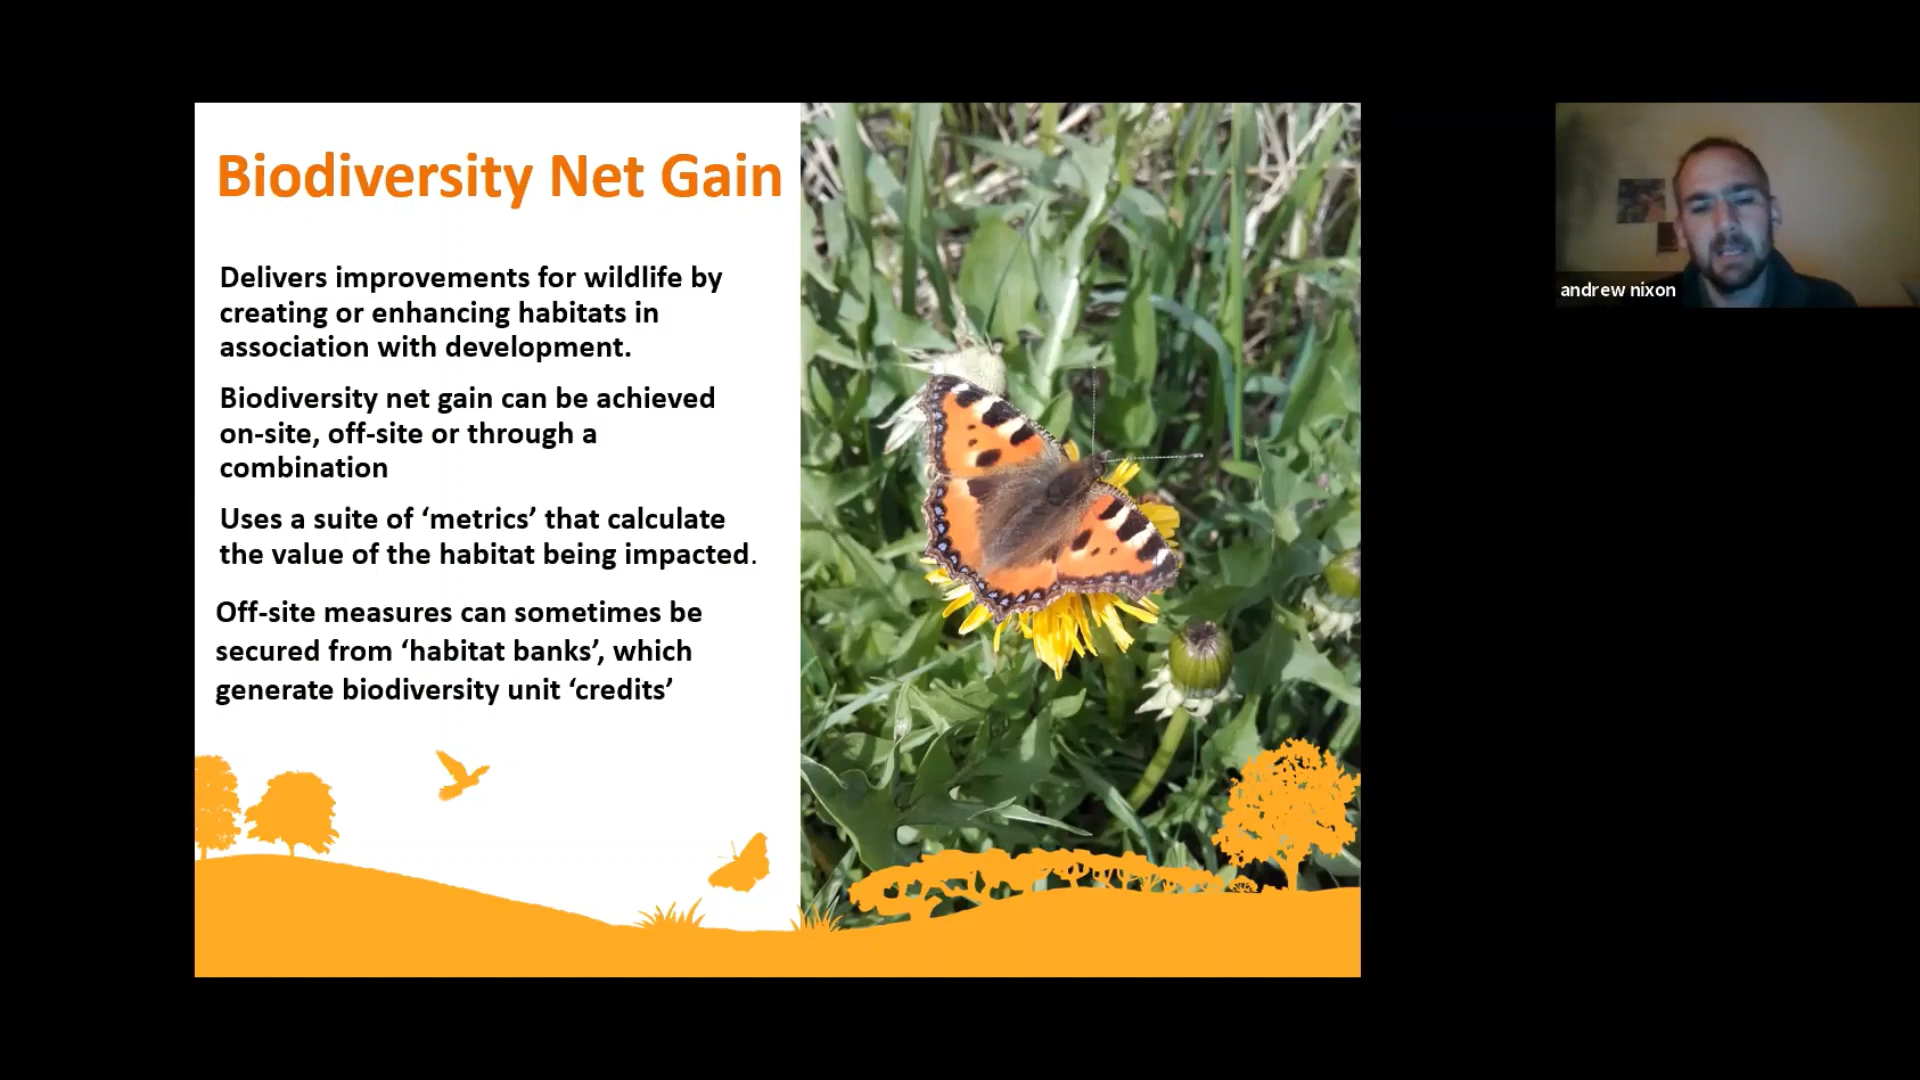 Biodiversity Net Gain
Delivers improvements for wildlife by
creating or enhancing habitats in
association with development.
Biodiversity net gain can be achieved
on-site, off-site or through a
combination
Uses a suite of ‘metrics’ that calculate
the value of the habitat being impacted.
Off-site measures can sometimes be
secured from ‘habitat banks’, which
generate biodiversity unit ‘credits’
andrew nixon